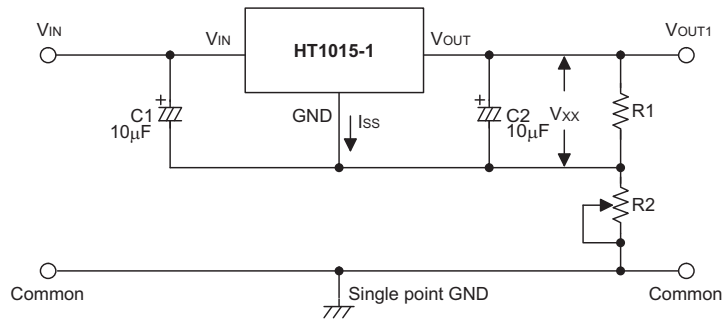 VIN
VIN
HT1015-1
VOUT
VOUT1
C1
10μF
GND
ISS
C2
10μF
VXX
R1
R2
Common
Single point GND
Common